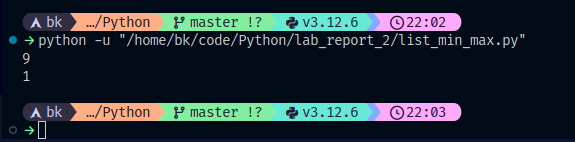 bk …/Python master !? v3.12.6 22:02
→ python -u "/home/bk/code/Python/lab_report_2/list_min_max.py"
9
1
bk …/Python master !? v3.12.6 22:03
→